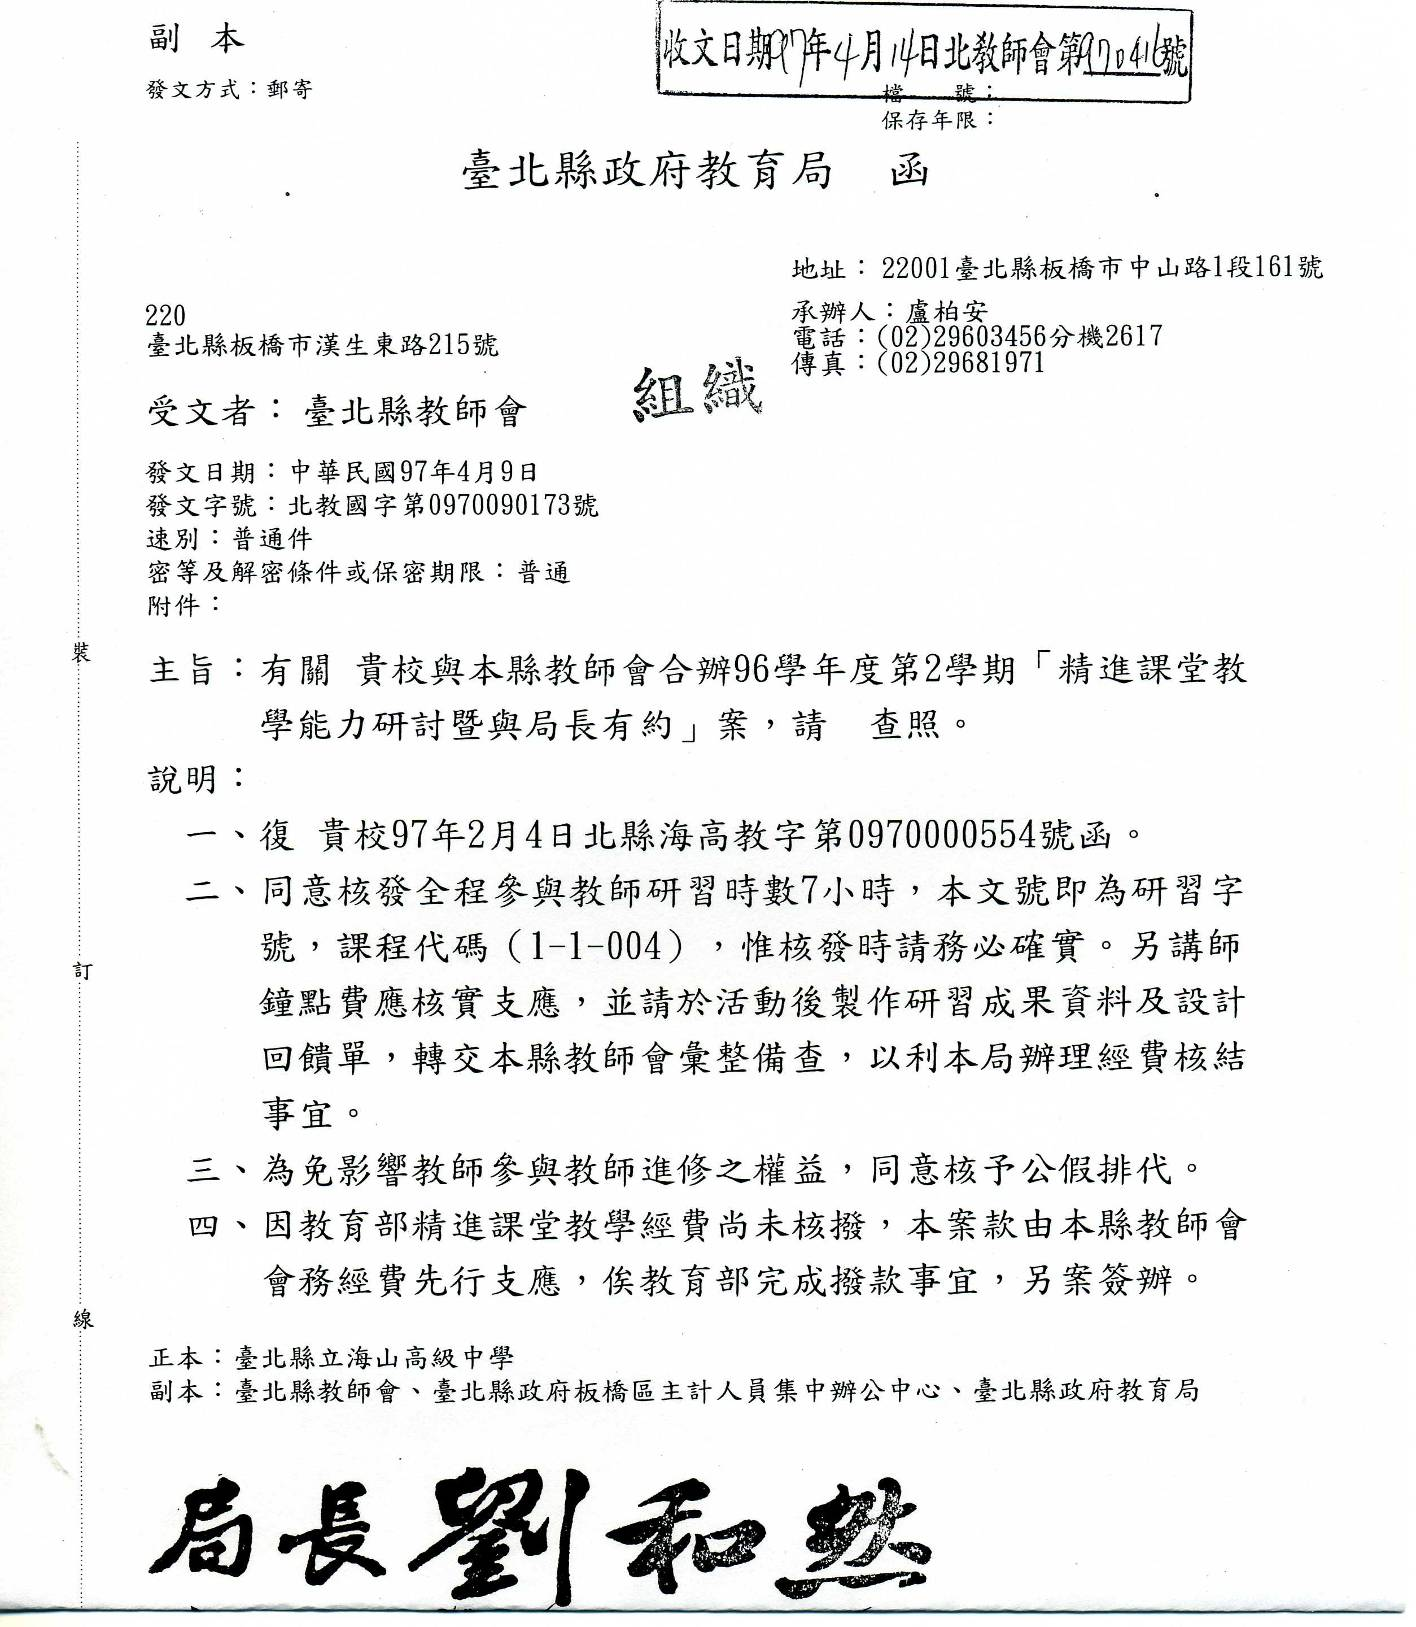 副 本
發文方式：郵寄
收文日期97年4月14日北教師會第970416號
檔 號：
保存年限：
臺北縣政府教育局 函
地址：22001臺北縣板橋市中山路1段161號
承辦人：盧柏安
電話：(02)29603456分機2617
傳真：(02)29681971
220
臺北縣板橋市漢生東路215號
受文者：臺北縣教師會
組織
發文日期：中華民國97年4月9日
發文字號：北教國字第0970090173號
速別：普通件
密等及解密條件或保密期限：普通
附件：
主旨：有關 貴校與本縣教師會合辦96學年度第2學期「精進課堂教
學能力研討暨與局長有約」案，請 查照。
說明：
一、復 貴校97年2月4日北縣海高教字第0970000554號函。
二、同意核發全程參與教師研習時數7小時，本文號即為研習字
號，課程代碼（1-1-004），惟核發時請務必確實。另講師
鐘點費應核實支應，並請於活動後製作研習成果資料及設計
回饋單，轉交本縣教師會彙整備查，以利本局辦理經費核結
事宜。
三、為免影響教師參與教師進修之權益，同意核予公假排代。
四、因教育部精進課堂教學經費尚未核撥，本案款由本縣教師會
會務經費先行支應，俟教育部完成撥款事宜，另案簽辦。
正本：臺北縣立海山高級中學
副本：臺北縣教師會、臺北縣政府板橋區主計人員集中辦公中心、臺北縣政府教育局
局長劉和然
裝
訂
線